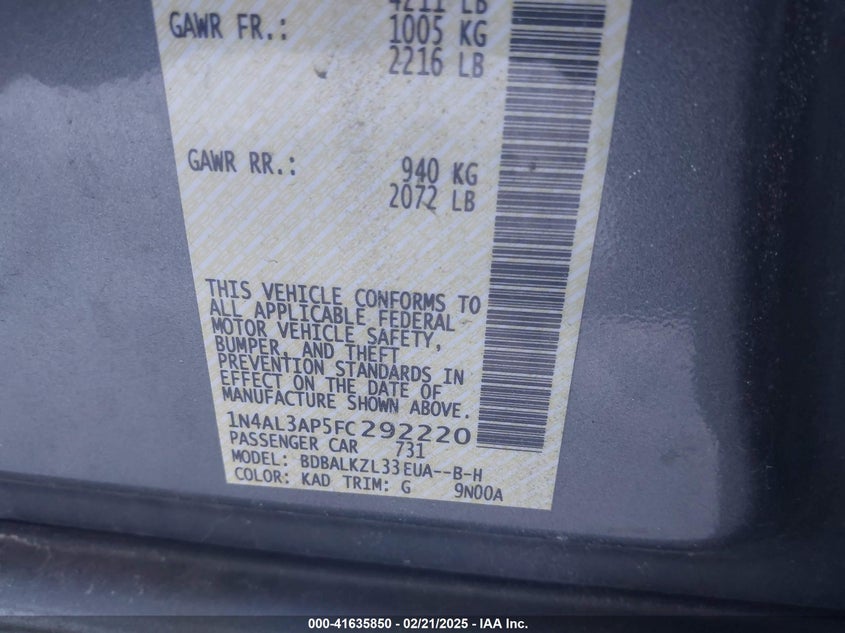 4211 LB
GAWR FR.: 1005 KG
2216 LB
GAWR RR.: 940 KG
2072 LB
THIS VEHICLE CONFORMS TO
ALL APPLICABLE FEDERAL
MOTOR VEHICLE SAFETY,
BUMPER, AND THEFT
PREVENTION STANDARDS IN
EFFECT ON THE DATE OF
MANUFACTURE SHOWN ABOVE.
1N4AL3AP5FC292220
PASSENGER CAR 731
MODEL: BDBALKZL33EUA--B-H
COLOR: KAD TRIM: G 9N00A
000-41635850 - 02/21/2025 - IAA Inc.